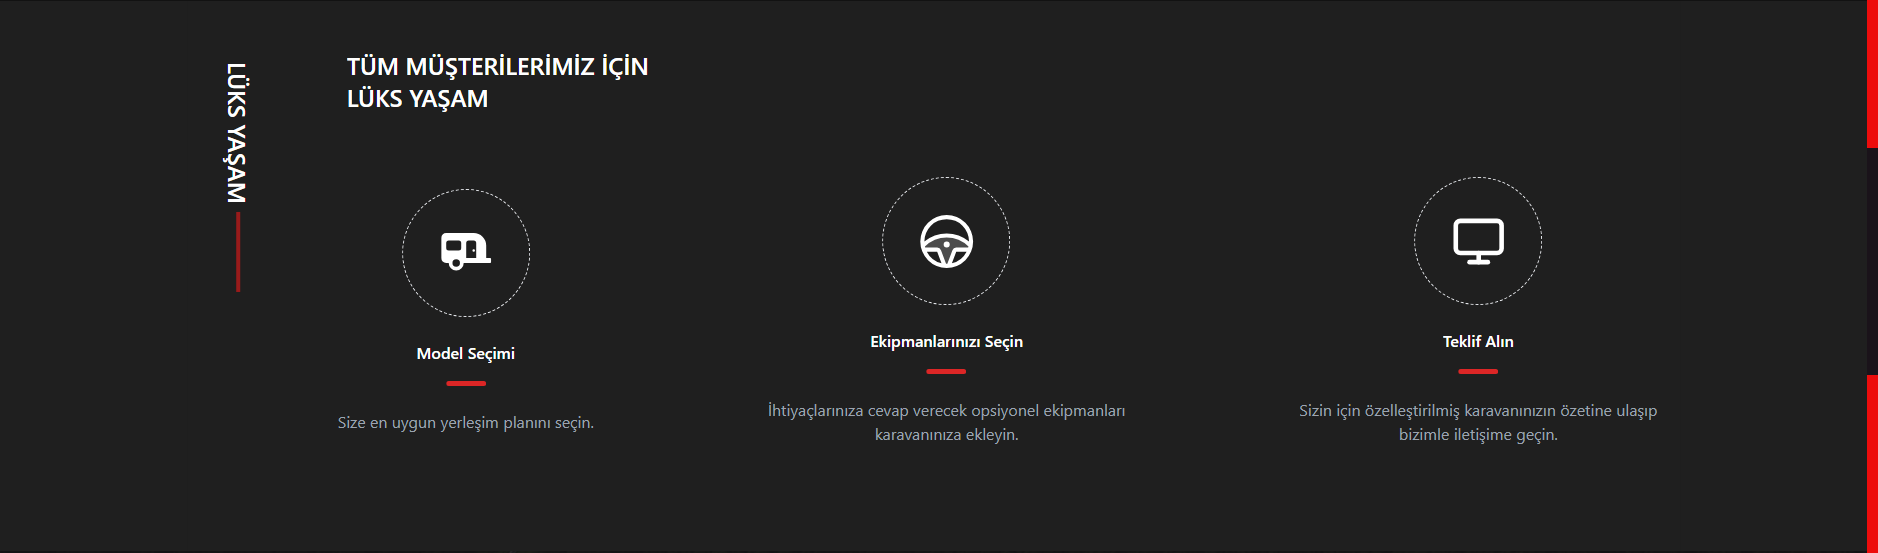 LÜKS YAŞAM
TÜM MÜŞTERİLERİMİZ İÇİN
LÜKS YAŞAM
Model Seçimi
Size en uygun yerleşim planını seçin.
Ekipmanlarınızı Seçin
İhtiyaçlarınıza cevap verecek opsiyonel ekipmanları
karavanınıza ekleyin.
Teklif Alın
Sizin için özelleştirilmiş karavanınızın özetine ulaşıp
bizimle iletişime geçin.